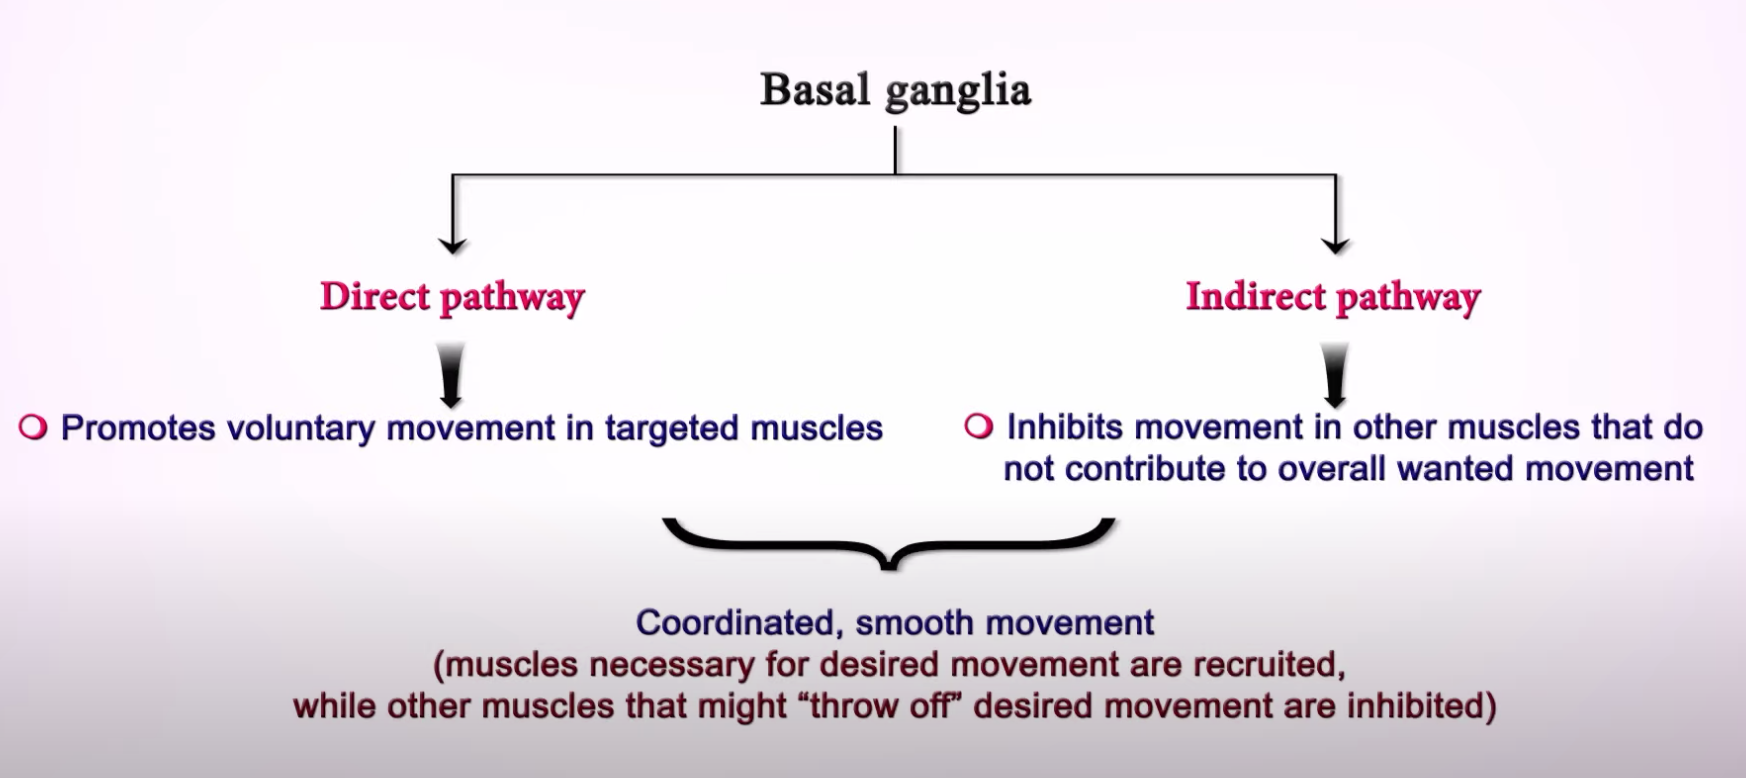 Basal ganglia
Direct pathway
Indirect pathway
Promotes voluntary movement in targeted muscles
Inhibits movement in other muscles that do
not contribute to overall wanted movement
Coordinated, smooth movement
(muscles necessary for desired movement are recruited,
while other muscles that might “throw off” desired movement are inhibited)